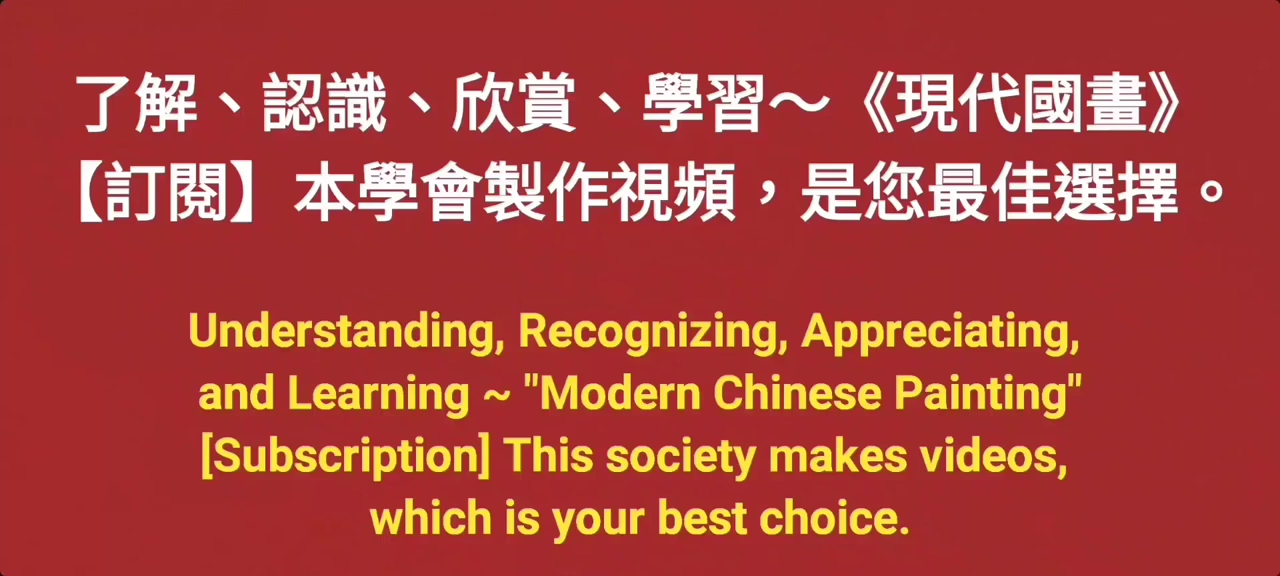 了解、認識、欣賞、學習～《現代國畫》
【訂閱】本學會製作視頻，是您最佳選擇。
Understanding, Recognizing, Appreciating,
and Learning ~ "Modern Chinese Painting"
[Subscription] This society makes videos,
which is your best choice.